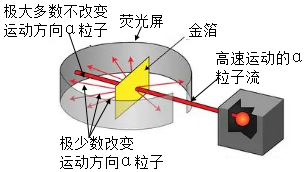 极大多数不改变
运动方向α粒子
荧光屏
金箔
高速运动的α
粒子流
极少数改变
运动方向α粒子